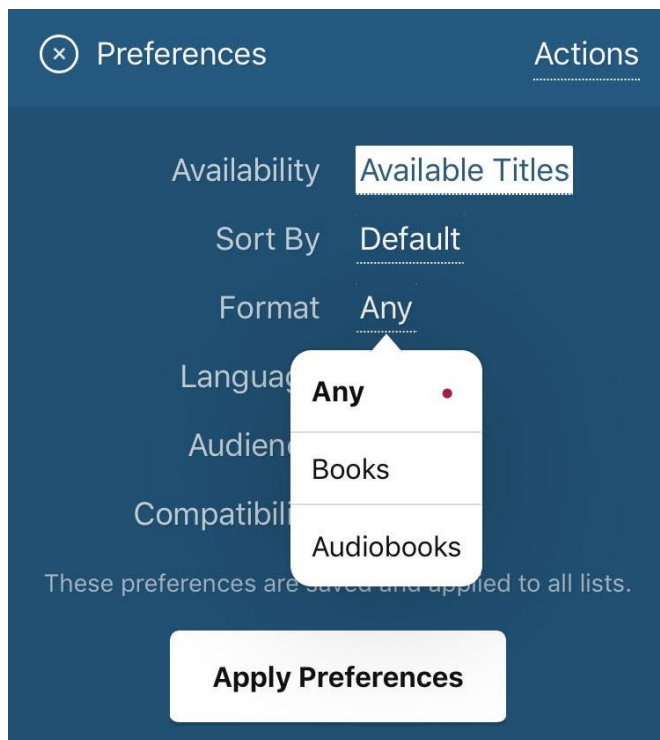 Preferences
Actions
Availability Available Titles
Sort By Default
Format Any
Any
Books
Audiobooks
These preferences are saved and applied to all lists.
Apply Preferences